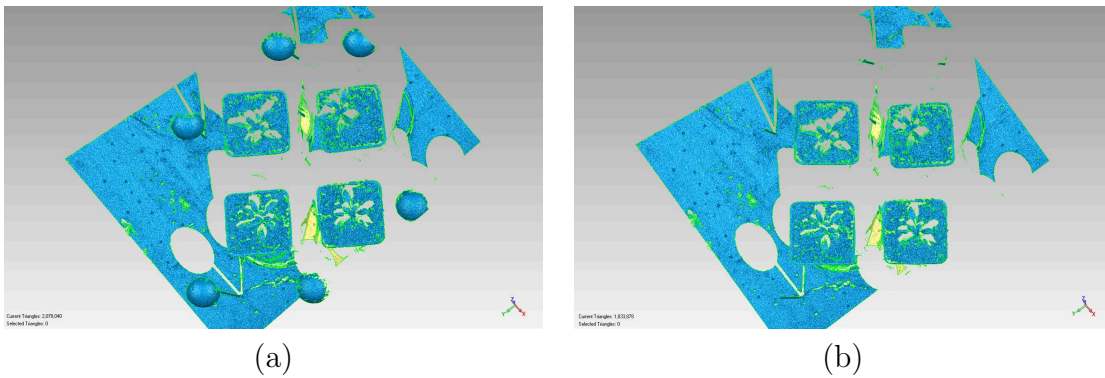 Current Triangles: 2,078,040
Selected Triangles: 0
Z
Y
X
(a)
Current Triangles: 1,833,878
Selected Triangles: 0
Z
Y
X
(b)